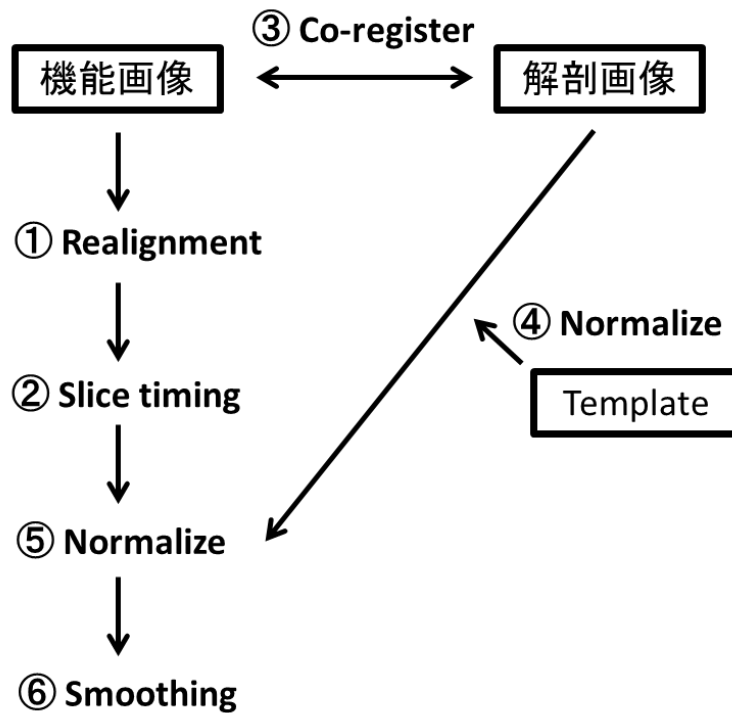 ③ Co-register
機能画像
解剖画像
① Realignment
④ Normalize
Template
② Slice timing
⑤ Normalize
⑥ Smoothing